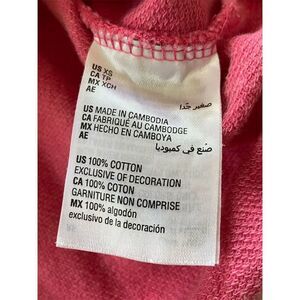 US XS
CA TP
MX XCH
AE صغير جدا
US MADE IN CAMBODIA
CA FABRIQUÉ AU CAMBODGE
MX HECHO EN CAMBOYA
AE صنع في كمبوديا
US 100% COTTON
EXCLUSIVE OF DECORATION
CA 100% COTON
GARNITURE NON COMPRISE
MX 100% algodón
exclusivo de la decoración